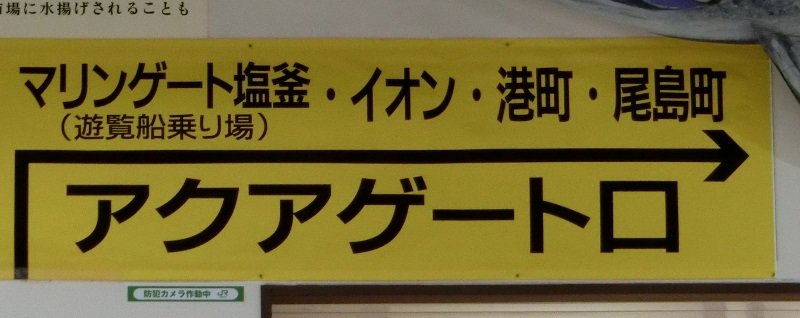 市場に水揚げされることも
マリンゲート塩釜・イオン・港町・尾島町
(遊覧船乗り場)
アクアゲート口
防犯カメラ作動中 JR